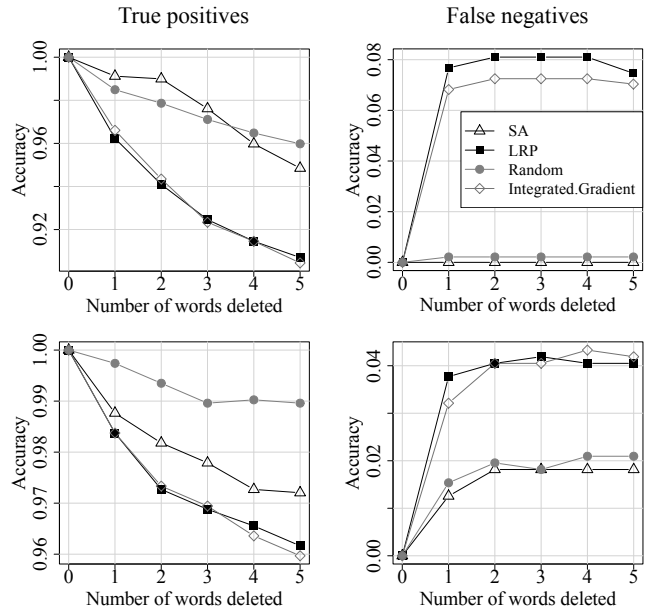 True positives
False negatives
Accuracy
1.00
0.96
0.92
0 1 2 3 4 5
Number of words deleted
Accuracy
0.08
0.06
0.04
0.02
0.00
SA
LRP
Random
Integrated.Gradient
0 1 2 3 4 5
Number of words deleted
Accuracy
1.00
0.99
0.98
0.97
0.96
0 1 2 3 4 5
Number of words deleted
Accuracy
0.04
0.02
0.00
0 1 2 3 4 5
Number of words deleted